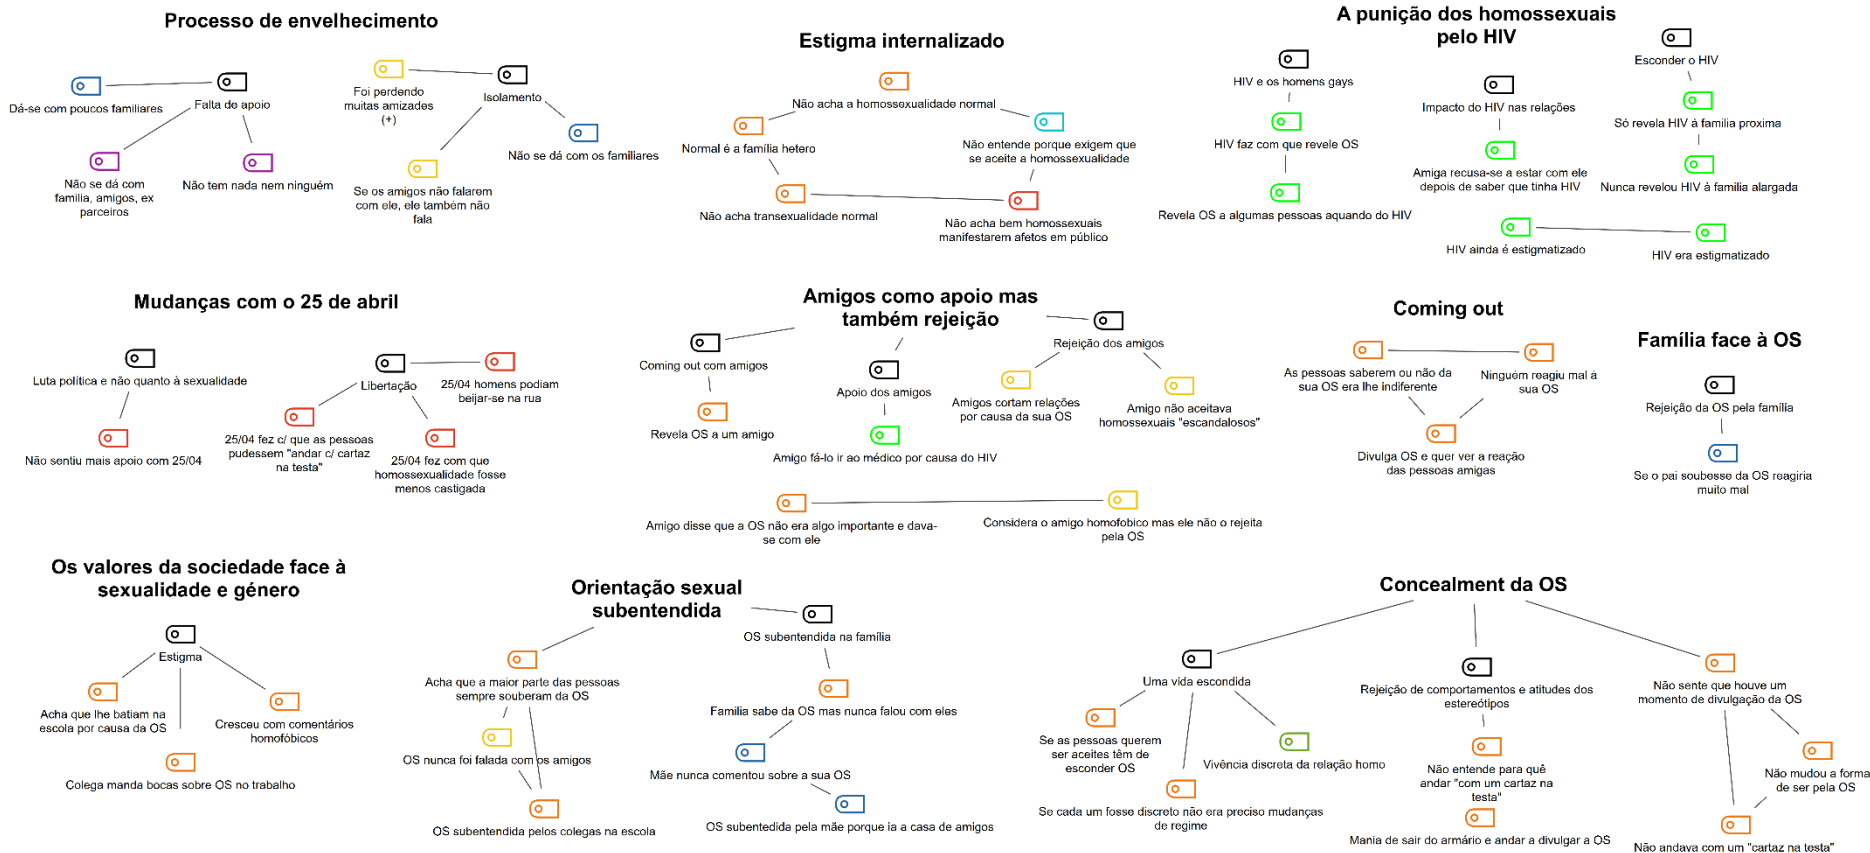 Processo de envelhecimento
Dá-se com poucos familiares
Falta de apoio
Não se dá com
familia, amigos, ex
parceiros
Não tem nada nem ninguém
Foi perdendo
muitas amizades
(+)
Isolamento
Não se dá com os familiares
Se os amigos não falarem
com ele, ele também não
fala
Estigma internalizado
Não acha a homossexualidade normal
Normal é a família hetero
Não entende porque exigem que
se aceite a homossexualidade
Não acha transexualidade normal
Não acha bem homossexuais
manifestarem afetos em público
A punição dos homossexuais
pelo HIV
HIV e os homens gays
HIV faz com que revele OS
Revela OS a algumas pessoas aquando do HIV
Impacto do HIV nas relações
Amiga recusa-se a estar com ele
depois de saber que tinha HIV
Esconder o HIV
Só revela HIV à familia proxima
Nunca revelou HIV à familia alargada
HIV ainda é estigmatizado
HIV era estigmatizado
Mudanças com o 25 de abril
Luta política e não quanto à sexualidade
Não sentiu mais apoio com 25/04
Libertação
25/04 homens podiam
beijar-se na rua
25/04 fez c/ que as pessoas
pudessem "andar c/ cartaz
na testa"
25/04 fez com que
homossexualidade fosse
menos castigada
Amigos como apoio mas
também rejeição
Coming out com amigos
Revela OS a um amigo
Apoio dos amigos
Amigo fá-lo ir ao médico por causa do HIV
Rejeição dos amigos
Amigos cortam relações
por causa da sua OS
Amigo não aceitava
homossexuais "escandalosos"
Amigo disse que a OS não era algo importante e dava-
se com ele
Considera o amigo homofobico mas ele não o rejeita
pela OS
Coming out
As pessoas saberem ou não da
sua OS era lhe indiferente
Ninguém reagiu mal à
sua OS
Divulga OS e quer ver a reação
das pessoas amigas
Família face à OS
Rejeição da OS pela família
Se o pai soubesse da OS reagiria
muito mal
Os valores da sociedade face à
sexualidade e género
Estigma
Acha que lhe batiam na
escola por causa da OS
Cresceu com comentários
homofóbicos
Colega manda bocas sobre OS no trabalho
Orientação sexual
subentendida
Acha que a maior parte das pessoas
sempre souberam da OS
OS nunca foi falada com os amigos
OS subentendida pelos colegas na escola
OS subentendida na família
Familia sabe da OS mas nunca falou com eles
Mãe nunca comentou sobre a sua OS
OS subentedida pela mãe porque ia a casa de amigos
Concealment da OS
Uma vida escondida
Se as pessoas querem
ser aceites têm de
esconder OS
Se cada um fosse discreto não era preciso mudanças
de regime
Vivência discreta da relação homo
Rejeição de comportamentos e atitudes dos
estereótipos
Não entende para quê
andar "com um cartaz na
testa"
Mania de sair do armário e andar a divulgar a OS
Não sente que houve um
momento de divulgação da OS
Não mudou a forma
de ser pela OS
Não andava com um "cartaz na testa"